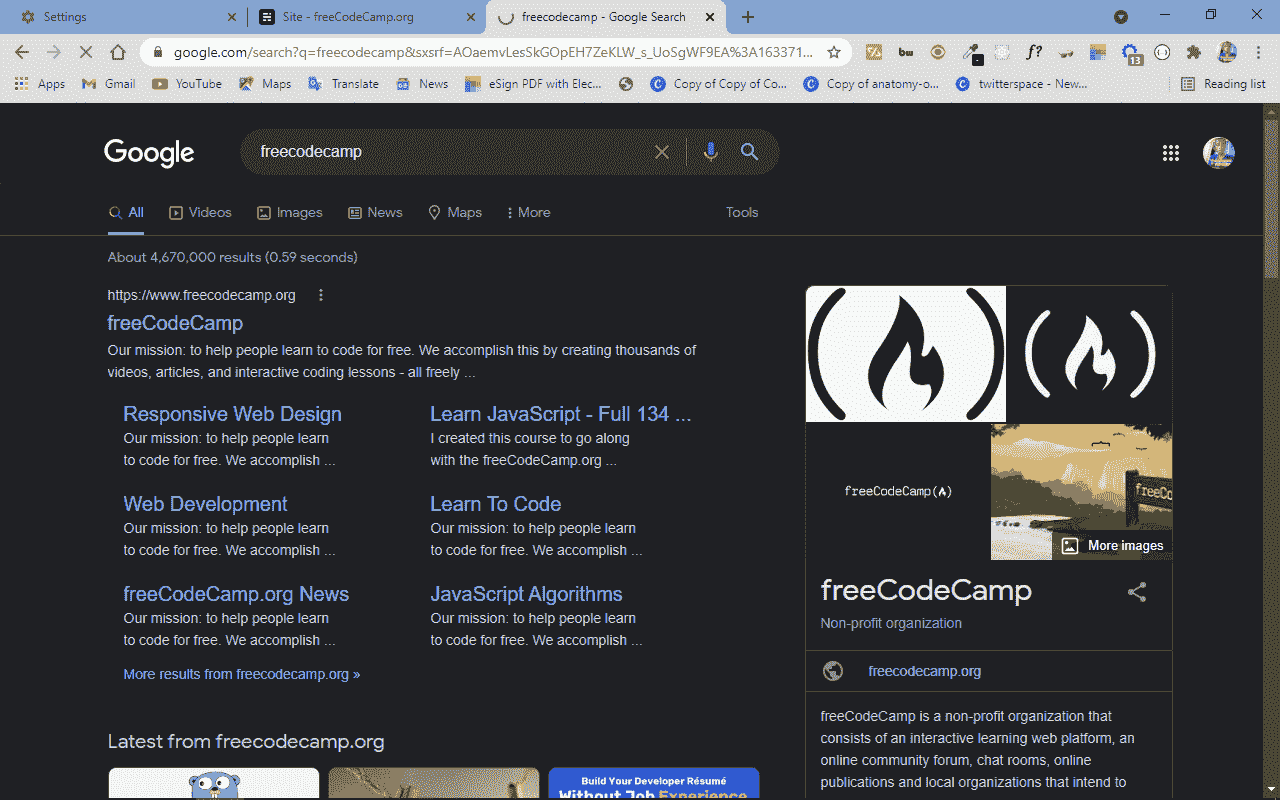 Settings
Site - freeCodeCamp.org
freecodecamp - Google Search
google.com/search?q=freecodecamp&sxsrf=AOaemvLesSkGOpEH7ZeKLW_s_UoSgWF9EA%3A163371...
f?
13
Apps
Gmail
YouTube
Maps
Translate
News
eSign PDF with Elec...
Copy of Copy of Co...
Copy of anatomy-o...
twitterspace - New...
Reading list
Google
freecodecamp
All
Videos
Images
News
Maps
More
Tools
About 4,670,000 results (0.59 seconds)
https://www.freecodecamp.org
freeCodeCamp
Our mission: to help people learn to code for free. We accomplish this by creating thousands of
videos, articles, and interactive coding lessons - all freely ...
Responsive Web Design
Our mission: to help people learn
to code for free. We accomplish ...
Learn JavaScript - Full 134 ...
I created this course to go along
with the freeCodeCamp.org ...
Web Development
Our mission: to help people learn
to code for free. We accomplish ...
Learn To Code
Our mission: to help people learn
to code for free. We accomplish ...
freeCodeCamp.org News
Our mission: to help people learn
to code for free. We accomplish ...
JavaScript Algorithms
Our mission: to help people learn
to code for free. We accomplish ...
More results from freecodecamp.org »
Latest from freecodecamp.org
Build Your Developer Résumé
Without Job Experience
freeCodeCamp(🔥)
freeCo
More images
freeCodeCamp
Non-profit organization
freecodecamp.org
freeCodeCamp is a non-profit organization that
consists of an interactive learning web platform, an
online community forum, chat rooms, online
publications and local organizations that intend to